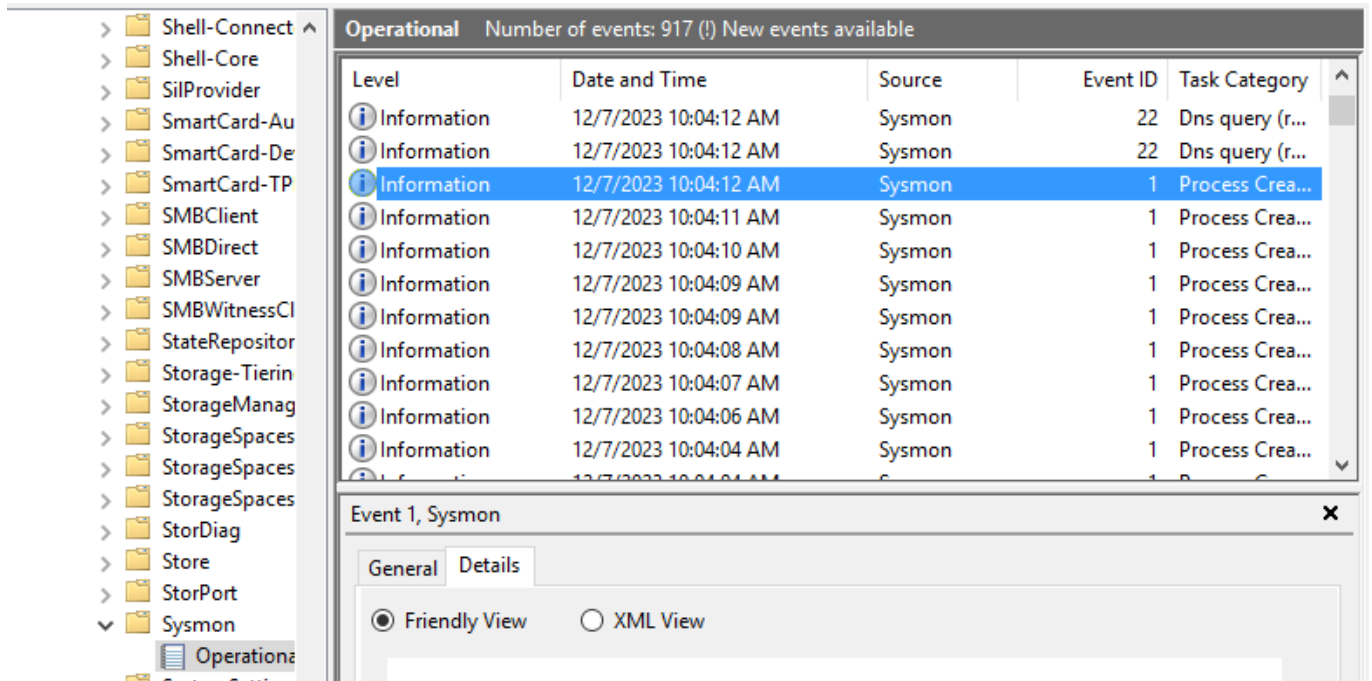 Shell-Connect
Shell-Core
SilProvider
SmartCard-Au
SmartCard-De
SmartCard-TP
SMBClient
SMBDirect
SMBServer
SMBWitnessCl
StateRepositor
Storage-Tierin
StorageManag
StorageSpaces
StorageSpaces
StorageSpaces
StorDiag
Store
StorPort
Sysmon
Operationa
Operational Number of events: 917 (!) New events available
Level Date and Time Source Event ID Task Category
Information 12/7/2023 10:04:12 AM Sysmon 22 Dns query (r...
Information 12/7/2023 10:04:12 AM Sysmon 22 Dns query (r...
Information 12/7/2023 10:04:12 AM Sysmon 1 Process Crea...
Information 12/7/2023 10:04:11 AM Sysmon 1 Process Crea...
Information 12/7/2023 10:04:10 AM Sysmon 1 Process Crea...
Information 12/7/2023 10:04:09 AM Sysmon 1 Process Crea...
Information 12/7/2023 10:04:09 AM Sysmon 1 Process Crea...
Information 12/7/2023 10:04:08 AM Sysmon 1 Process Crea...
Information 12/7/2023 10:04:07 AM Sysmon 1 Process Crea...
Information 12/7/2023 10:04:06 AM Sysmon 1 Process Crea...
Information 12/7/2023 10:04:04 AM Sysmon 1 Process Crea...
Event 1, Sysmon
General Details
Friendly View XML View